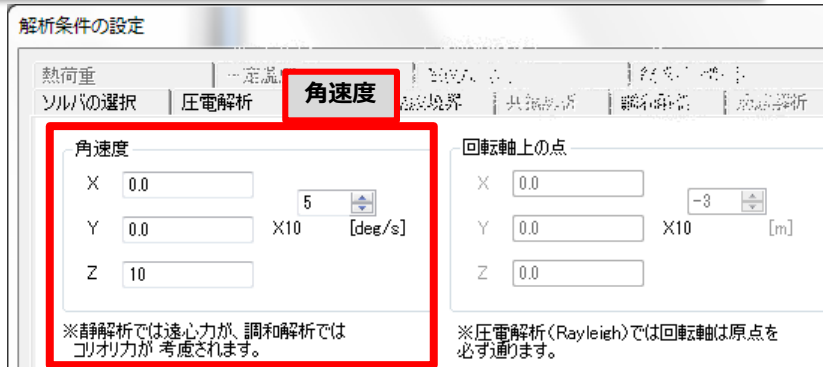 解析条件の設定
熱荷重
ソルバの選択 圧電解析 角速度 調和解析
角速度 回転軸上の点
X 0.0 X 0.0
5 -3
Y 0.0 X10 [deg/s] Y 0.0 X10 [m]
Z 10 Z 0.0
※静解析では遠心力が、調和解析では
コリオリ力が 考慮されます。
※圧電解析(Rayleigh)では回転軸は原点を
必ず通ります。